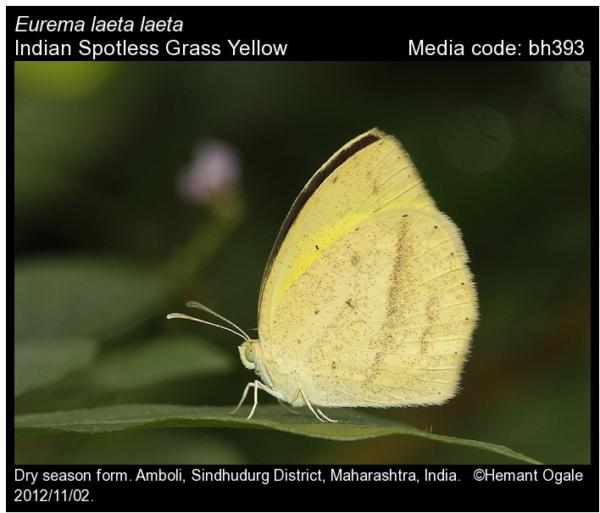 Eurema laeta laeta
Indian Spotless Grass Yellow Media code: bh393
Dry season form. Amboli, Sindhudurg District, Maharashtra, India. ©Hemant Ogale
2012/11/02.